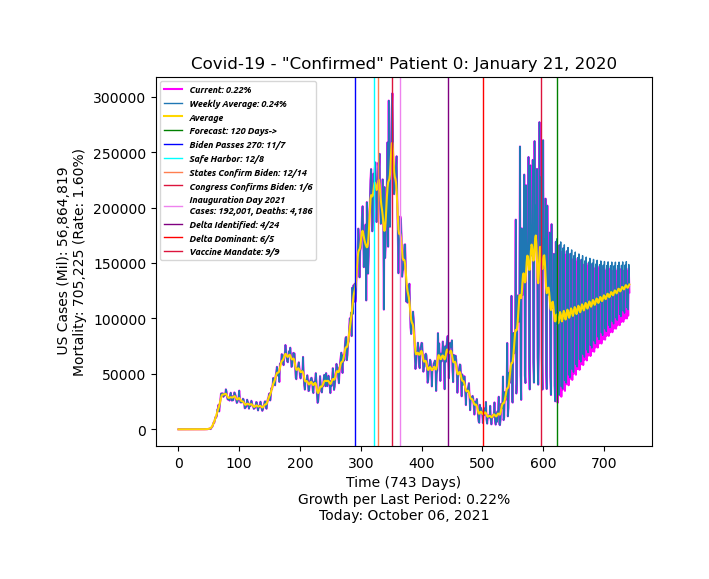 Covid-19 - "Confirmed" Patient 0: January 21, 2020
Current: 0.22%
Weekly Average: 0.24%
Average
Forecast: 120 Days->
Biden Passes 270: 11/7
Safe Harbor: 12/8
States Confirm Biden: 12/14
Congress Confirms Biden: 1/6
Inauguration Day 2021
Cases: 192,001, Deaths: 4,186
Delta Identified: 4/24
Delta Dominant: 6/5
Vaccine Mandate: 9/9
US Cases (Mil): 56,864,819
Mortality: 705,225 (Rate: 1.60%)
300000
250000
200000
150000
100000
50000
0
0 100 200 300 400 500 600 700
Time (743 Days)
Growth per Last Period: 0.22%
Today: October 06, 2021